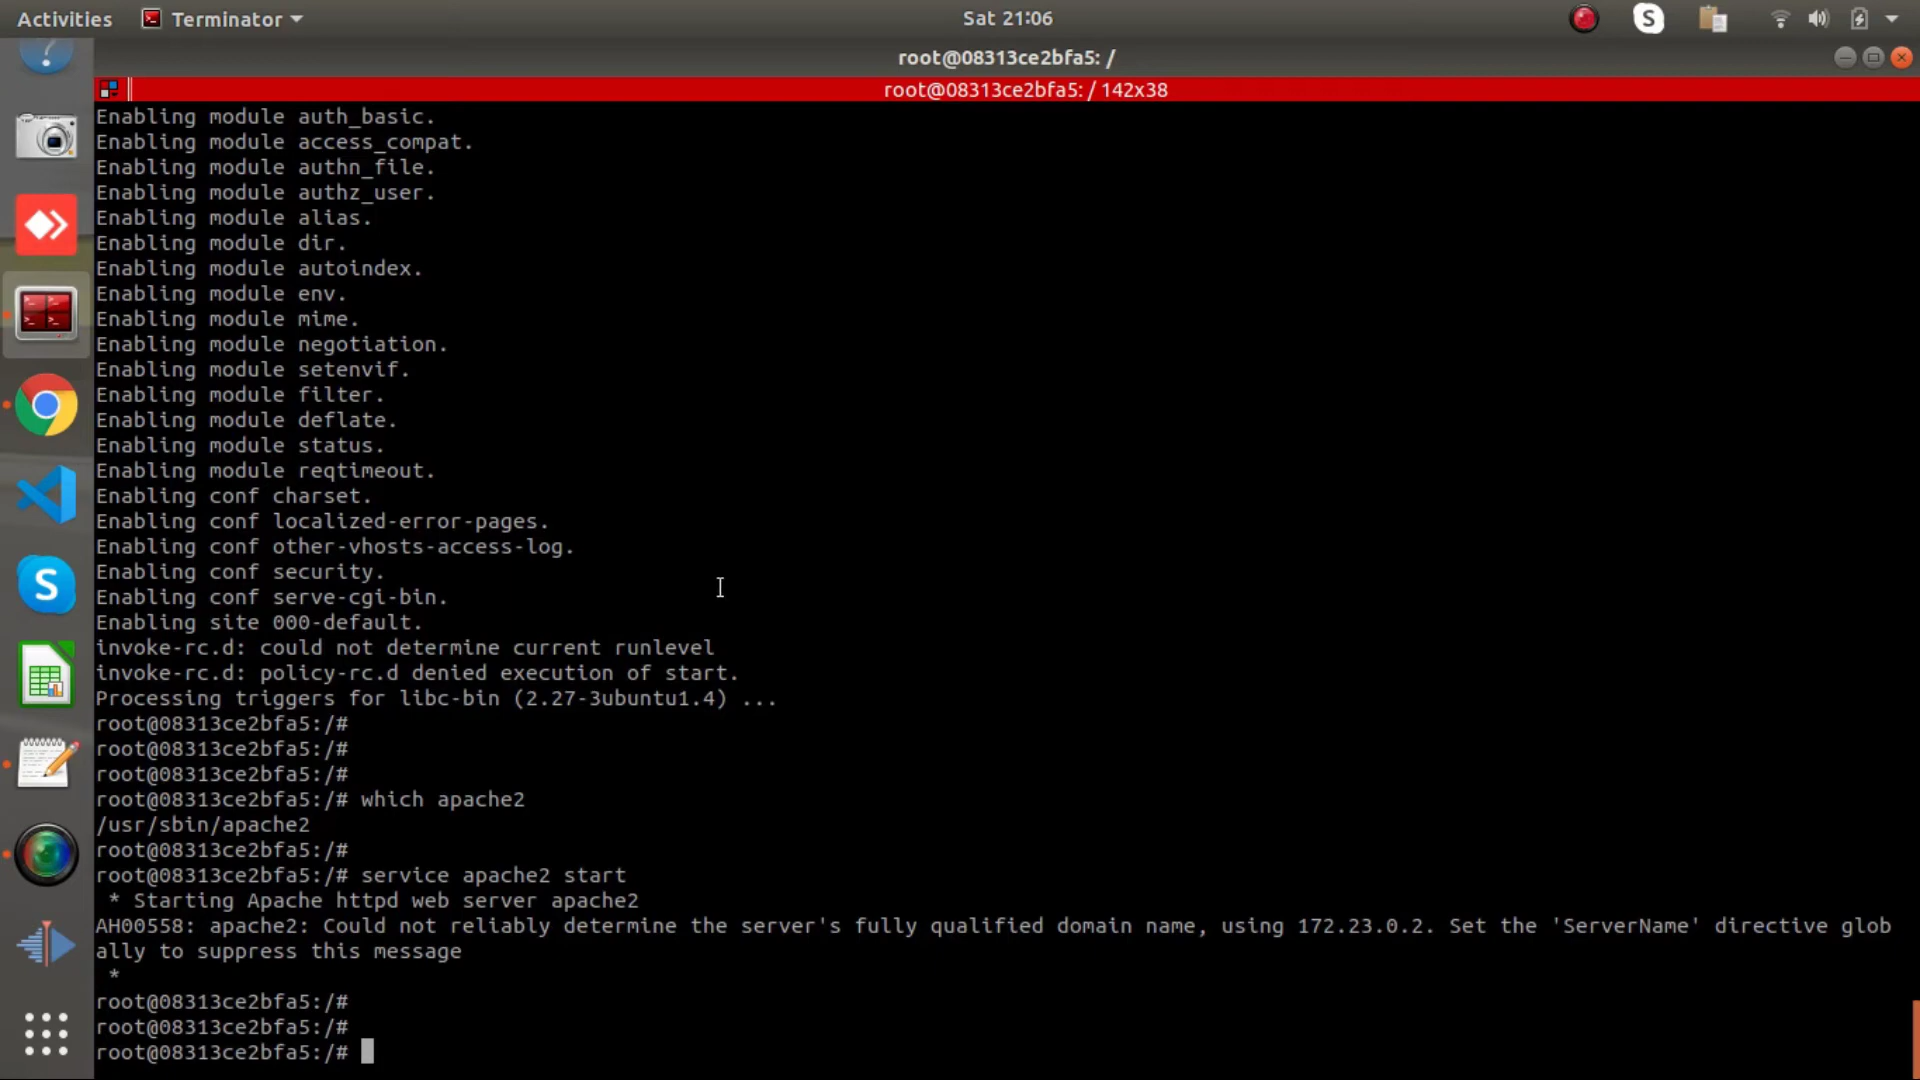 Activities
Terminator
Sat 21:06
root@08313ce2bfa5: /
root@08313ce2bfa5: / 142x38
Enabling module auth_basic.
Enabling module access_compat.
Enabling module authn_file.
Enabling module authz_user.
Enabling module alias.
Enabling module dir.
Enabling module autoindex.
Enabling module env.
Enabling module mime.
Enabling module negotiation.
Enabling module setenvif.
Enabling module filter.
Enabling module deflate.
Enabling module status.
Enabling module reqtimeout.
Enabling conf charset.
Enabling conf localized-error-pages.
Enabling conf other-vhosts-access-log.
Enabling conf security.
Enabling conf serve-cgi-bin.
Enabling site 000-default.
invoke-rc.d: could not determine current runlevel
invoke-rc.d: policy-rc.d denied execution of start.
Processing triggers for libc-bin (2.27-3ubuntu1.4) ...
root@08313ce2bfa5:/#
root@08313ce2bfa5:/#
root@08313ce2bfa5:/#
root@08313ce2bfa5:/# which apache2
/usr/sbin/apache2
root@08313ce2bfa5:/#
root@08313ce2bfa5:/# service apache2 start
 * Starting Apache httpd web server apache2
AH00558: apache2: Could not reliably determine the server's fully qualified domain name, using 172.23.0.2. Set the 'ServerName' directive glob
ally to suppress this message
 *
root@08313ce2bfa5:/#
root@08313ce2bfa5:/#
root@08313ce2bfa5:/#